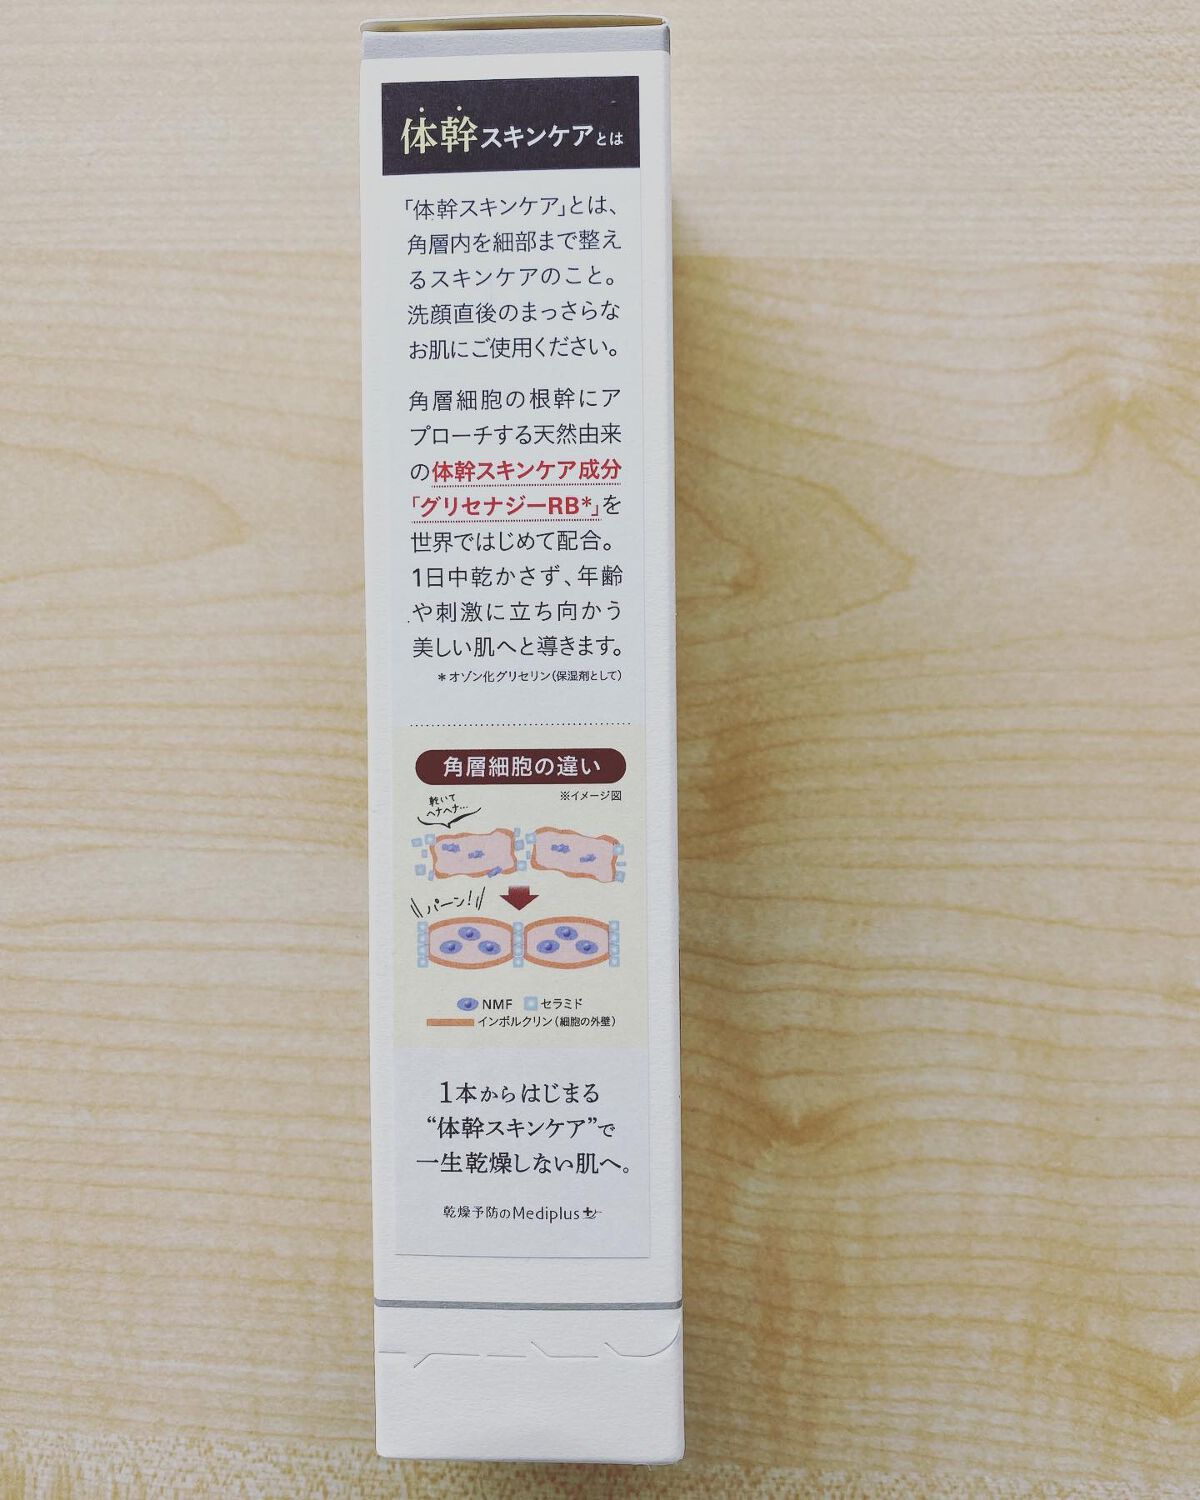 体幹スキンケアとは
「体幹スキンケア」とは、
角層内を細部まで整え
るスキンケアのこと。
洗顔直後のまっさらな
お肌にご使用ください。
角層細胞の根幹にア
プローチする天然由来
の体幹スキンケア成分
「グリセナジーRB*」を
世界ではじめて配合。
1日中乾かさず、年齢
や刺激に立ち向かう
美しい肌へと導きます。
*オゾン化グリセリン(保湿剤として)
角層細胞の違い
※イメージ図
乾いて
ヘナヘナ…
パーン!
NMF セラミド
インボルクリン(細胞の外壁)
1本からはじまる
“体幹スキンケア”で
一生乾燥しない肌へ。
乾燥予防のMediplus